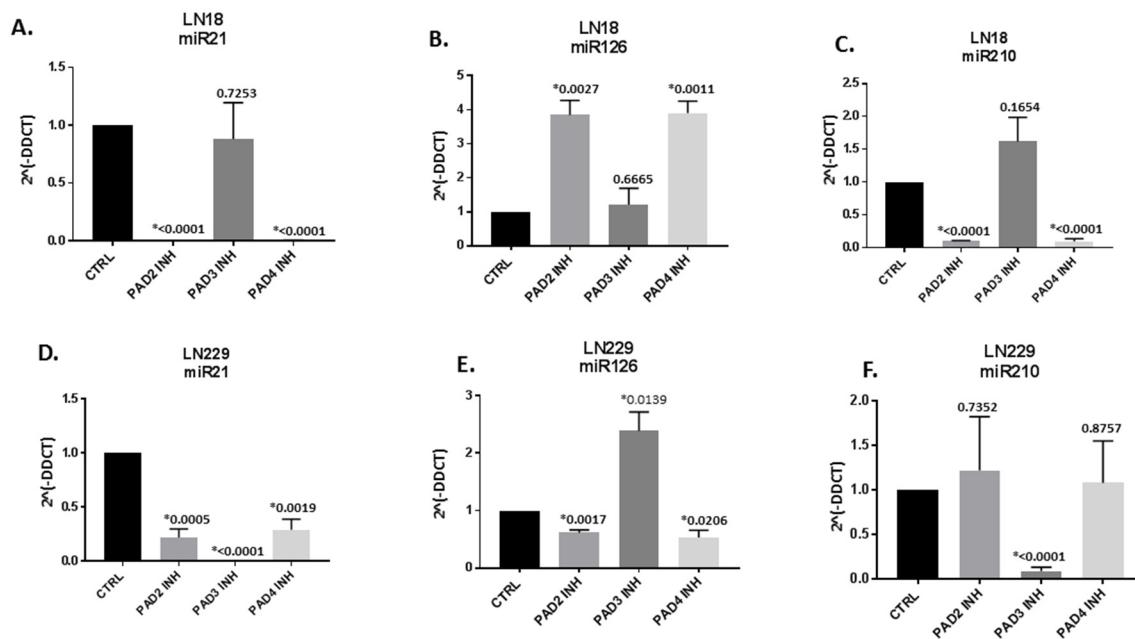 A.
LN18
miR21
2^(-DDCT)
1.5
1.0
0.5
0.0
*<0.0001
0.7253
*<0.0001
CTRL
PAD2 INH
PAD3 INH
PAD4 INH
B.
LN18
miR126
2^(-DDCT)
5
4
3
2
1
0
*0.0027
0.6665
*0.0011
CTRL
PAD2 INH
PAD3 INH
PAD4 INH
C.
LN18
miR210
2^(-DDCT)
2.5
2.0
1.5
1.0
0.5
0.0
*<0.0001
0.1654
*<0.0001
CTRL
PAD2 INH
PAD3 INH
PAD4 INH
D.
LN229
miR21
2^(-DDCT)
1.5
1.0
0.5
0.0
*0.0005
*<0.0001
*0.0019
CTRL
PAD2 INH
PAD3 INH
PAD4 INH
E.
LN229
miR126
2^(-DDCT)
3
2
1
0
*0.0017
*0.0139
*0.0206
CTRL
PAD2 INH
PAD3 INH
PAD4 INH
F.
LN229
miR210
2^(-DDCT)
2.0
1.5
1.0
0.5
0.0
0.7352
*<0.0001
0.8757
CTRL
PAD2 INH
PAD3 INH
PAD4 INH